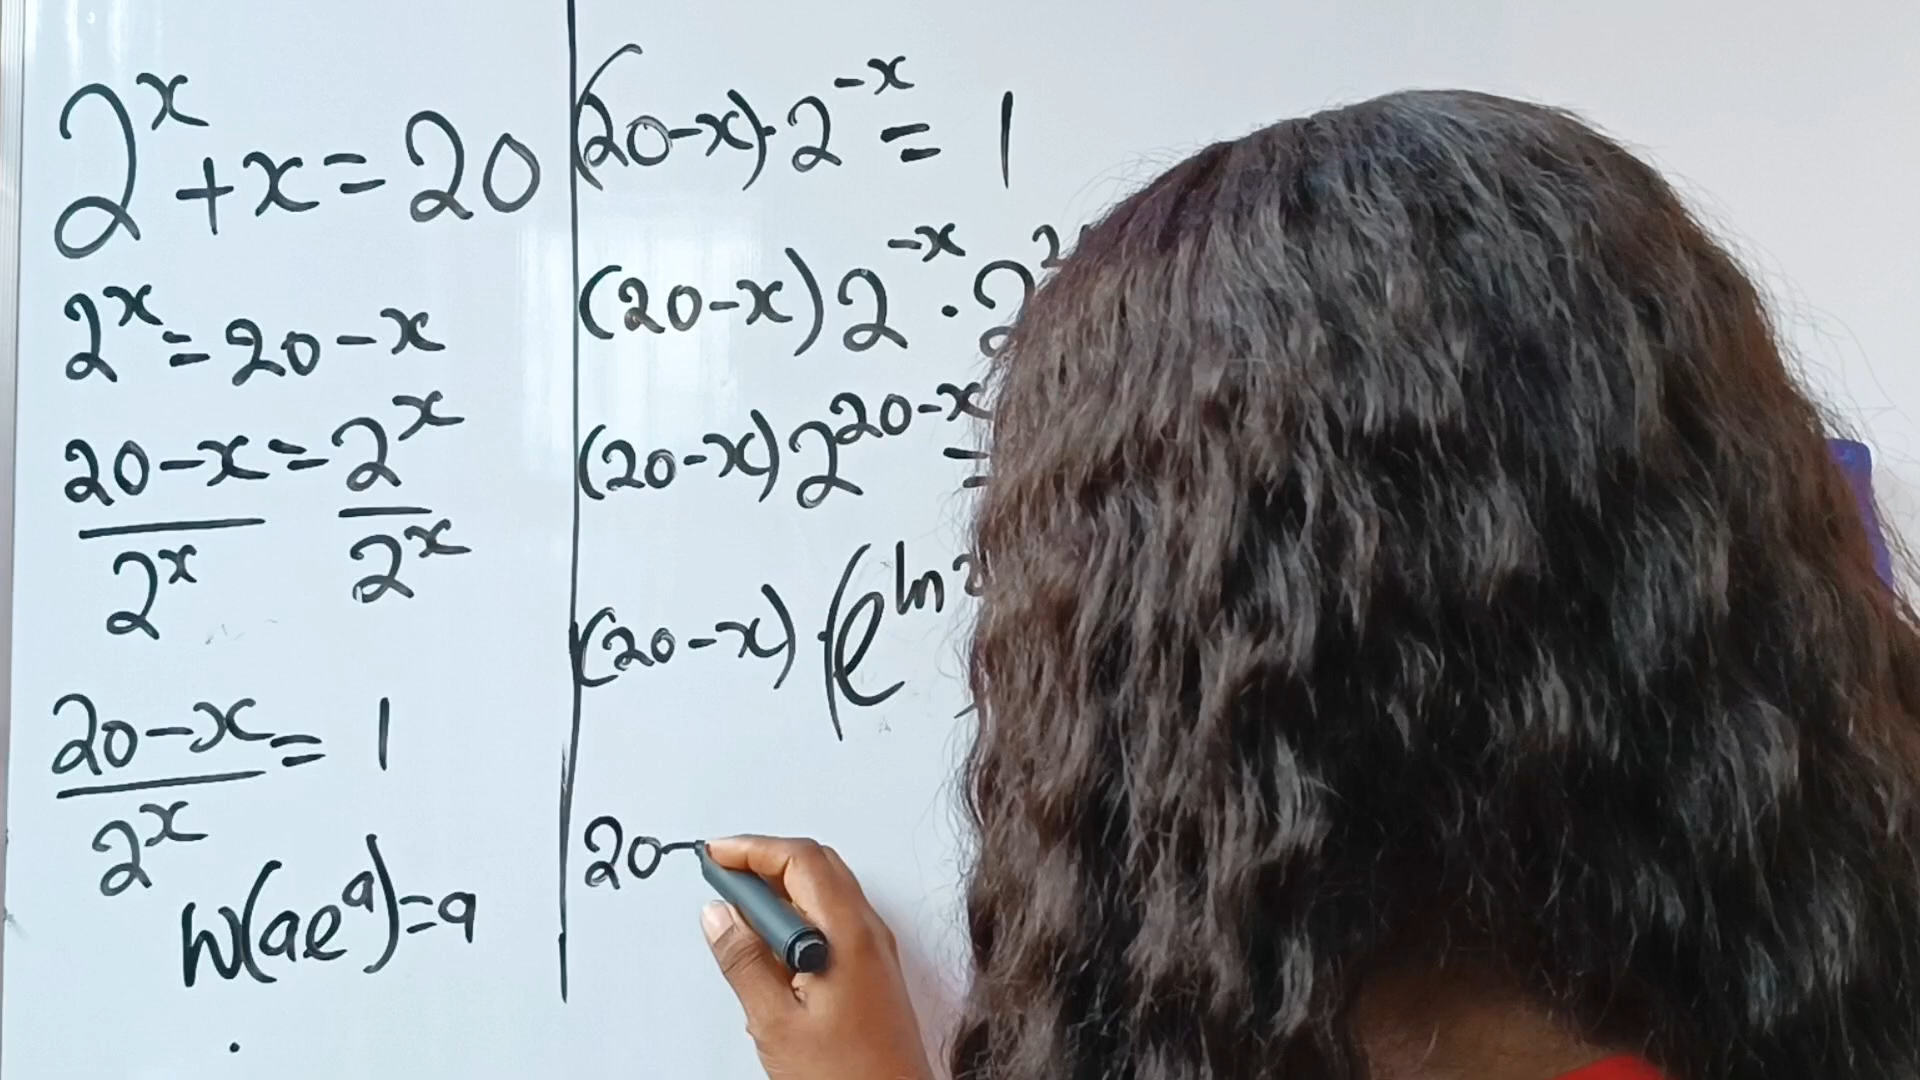 2^x + x = 20
2^x = 20 - x
20 - x = 2^x
2^x 2^x
20 - x = 1
2^x
W(ae^a) = a
(20 - x) · 2^-x = 1
(20 - x) 2^-x · 2
(20 - x) 2^20-x =
(20 - x) · (e^ln
20 -